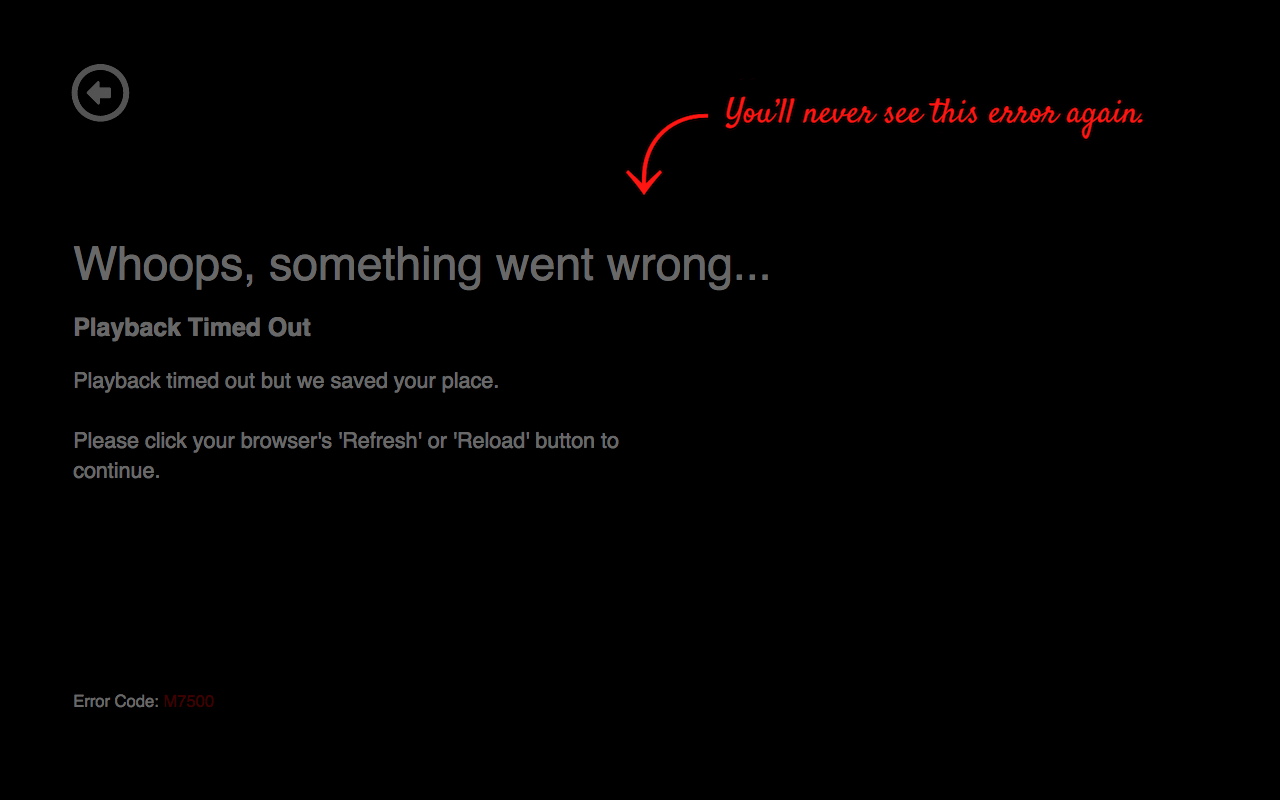 You'll never see this error again.
Whoops, something went wrong...
Playback Timed Out
Playback timed out but we saved your place.
Please click your browser's 'Refresh' or 'Reload' button to
continue.
Error Code: M7500